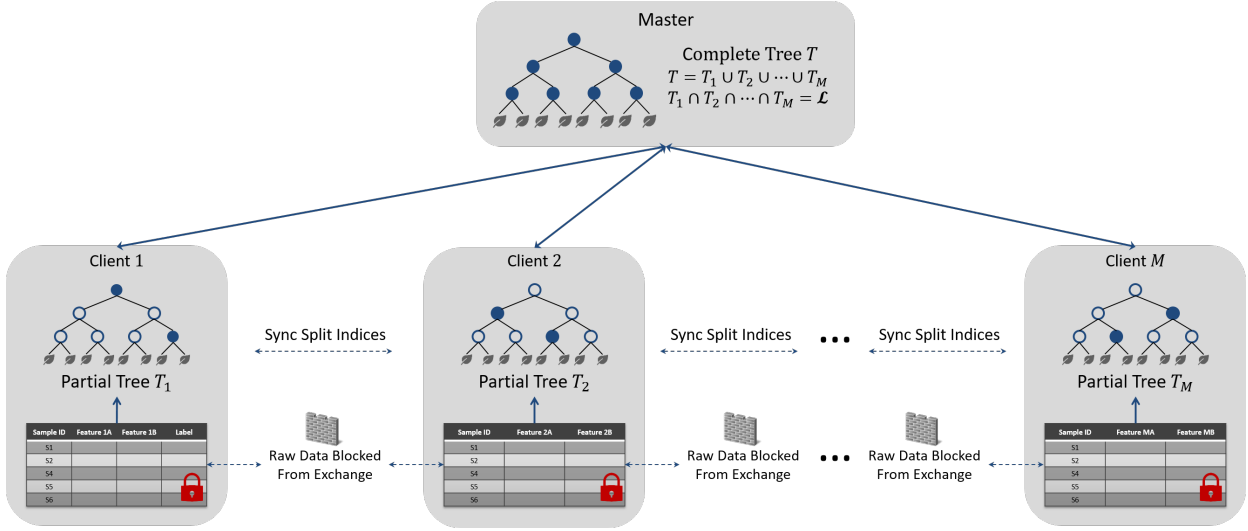 Master
Complete Tree T
T = T₁ ∪ T₂ ∪ ⋯ ∪ T_M
T₁ ∩ T₂ ∩ ⋯ ∩ T_M = 𝓛
Client 1
Client 2
Client M
Sync Split Indices
Sync Split Indices
•••
Sync Split Indices
Partial Tree T₁
Partial Tree T₂
Partial Tree T_M
Sample ID Feature 1A Feature 1B Label
S1
S2
S4
S5
S6
Raw Data Blocked
From Exchange
Sample ID Feature 2A Feature 2B
S1
S2
S4
S5
S6
Raw Data Blocked
From Exchange
•••
Raw Data Blocked
From Exchange
Sample ID Feature MA Feature MB
S1
S2
S4
S5
S6